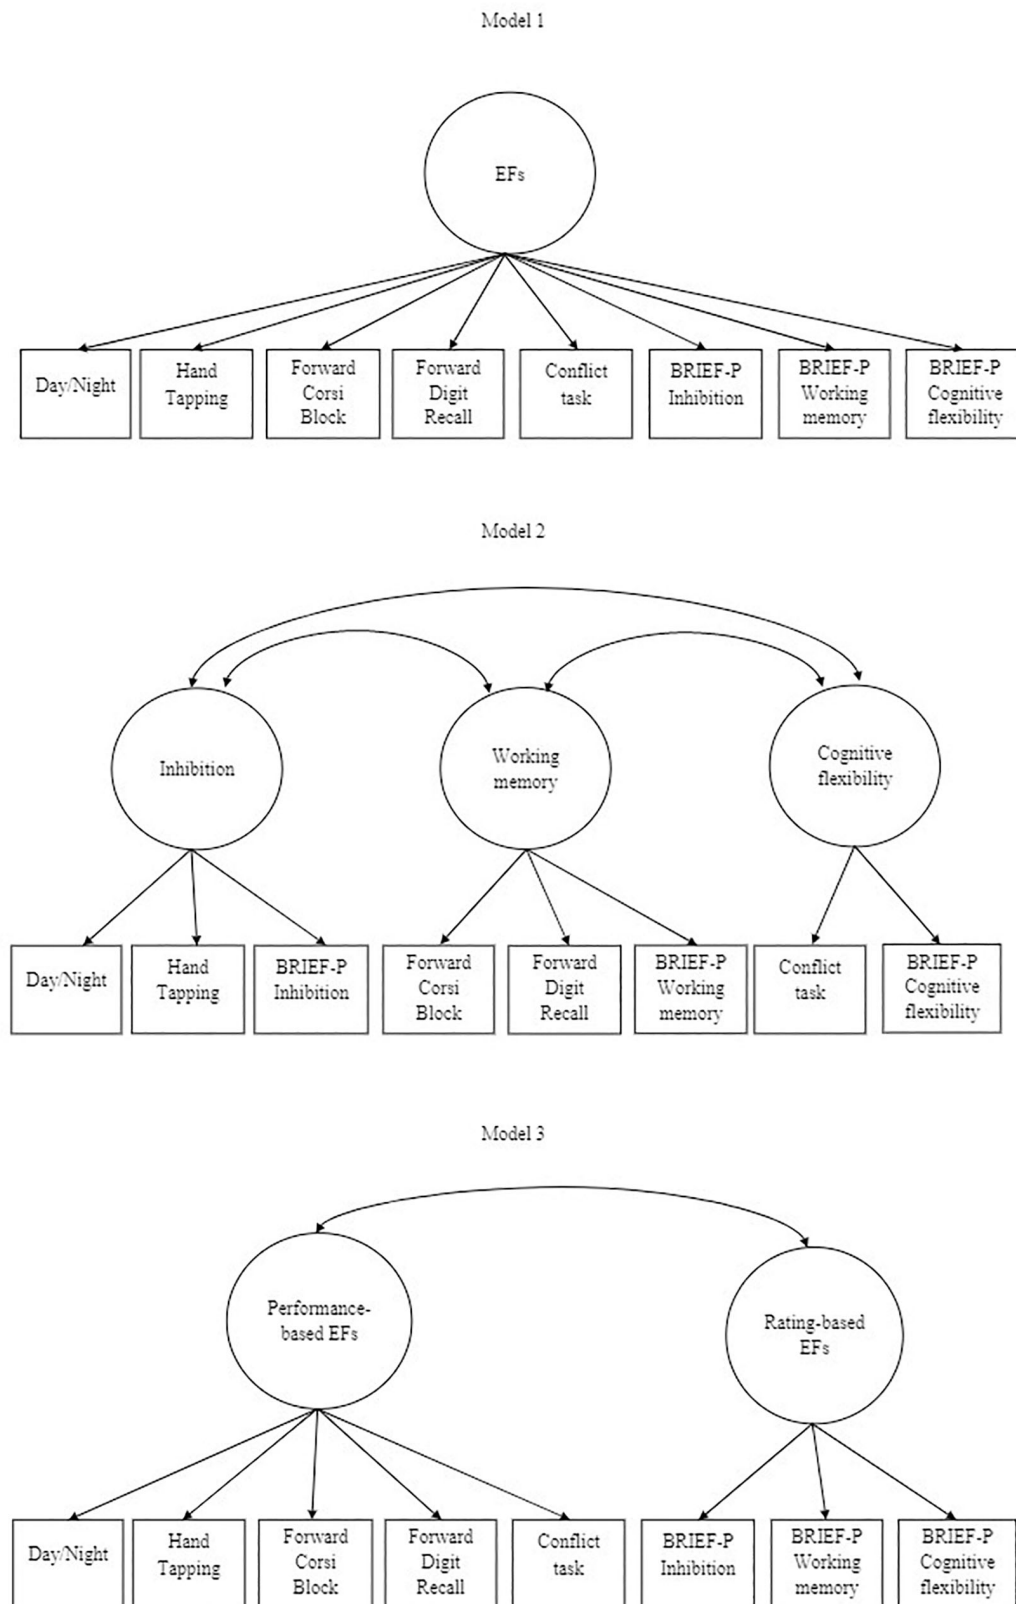 Model 1
EFs
Day/Night
Hand
Tapping
Forward
Corsi
Block
Forward
Digit
Recall
Conflict
task
BRIEF-P
Inhibition
BRIEF-P
Working
memory
BRIEF-P
Cognitive
flexibility
Model 2
Inhibition
Working
memory
Cognitive
flexibility
Day/Night
Hand
Tapping
BRIEF-P
Inhibition
Forward
Corsi
Block
Forward
Digit
Recall
BRIEF-P
Working
memory
Conflict
task
BRIEF-P
Cognitive
flexibility
Model 3
Performance-
based EFs
Rating-based
EFs
Day/Night
Hand
Tapping
Forward
Corsi
Block
Forward
Digit
Recall
Conflict
task
BRIEF-P
Inhibition
BRIEF-P
Working
memory
BRIEF-P
Cognitive
flexibility